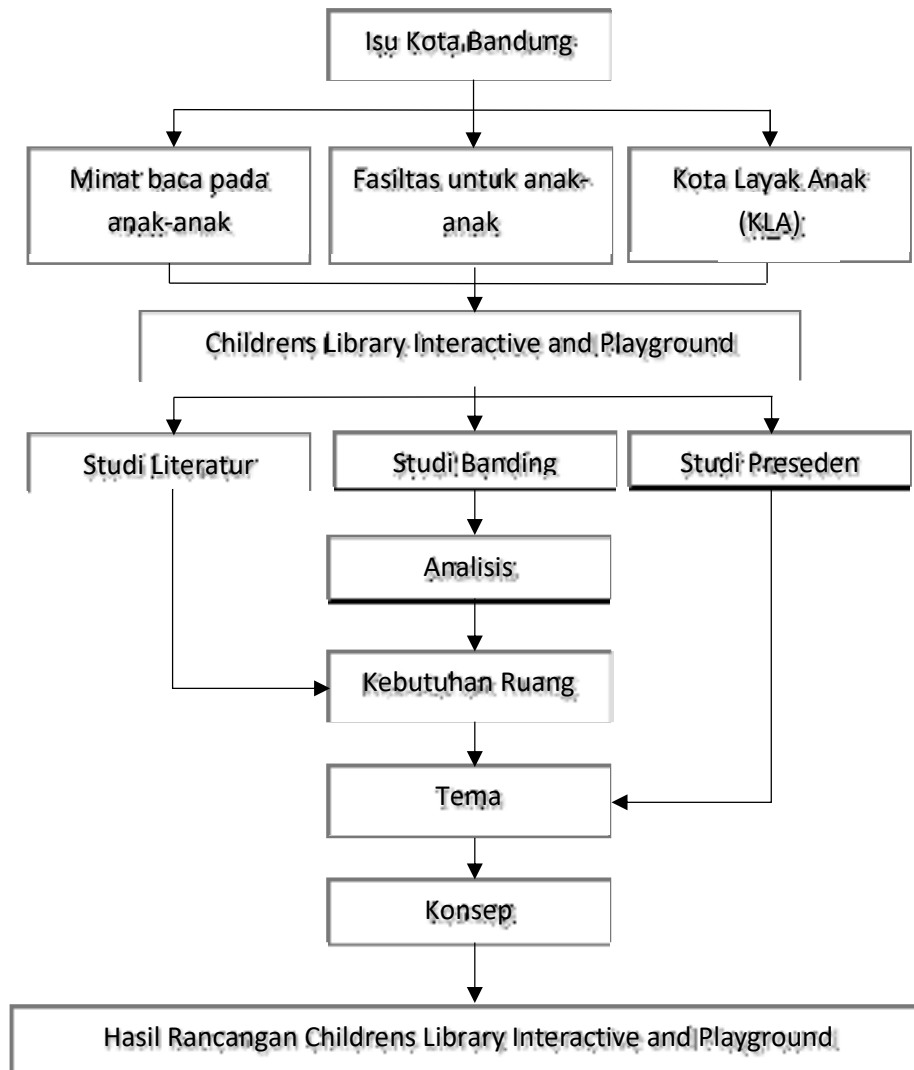 Isu Kota Bandung
Minat baca pada
anak-anak
Fasiltas untuk anak-
anak
Kota Layak Anak
(KLA)
Childrens Library Interactive and Playground
Studi Literatur
Studi Banding
Studi Preseden
Analisis
Kebutuhan Ruang
Tema
Konsep
Hasil Rancangan Childrens Library Interactive and Playground